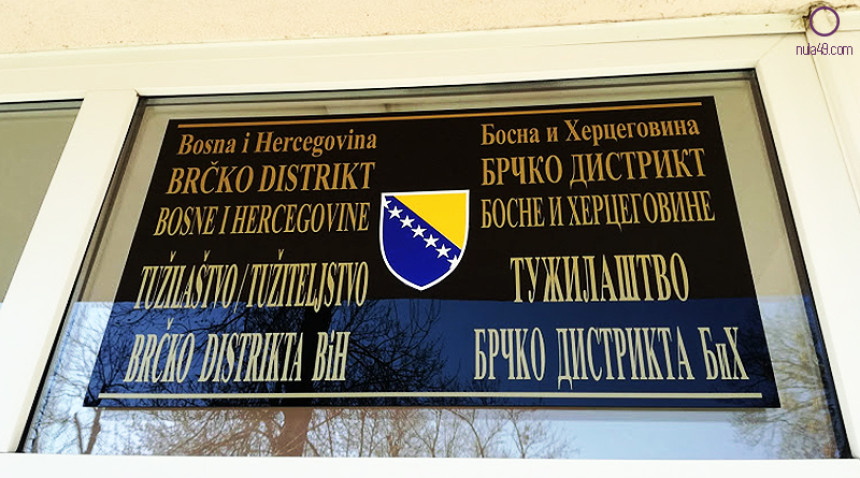 nula49.com
Bosna i Hercegovina
BRČKO DISTRIKT
BOSNE I HERCEGOVINE
TUŽILAŠTVO / TUŽITELJSTVO
BRČKO DISTRIKTA BiH
Босна и Херцеговина
БРЧКО ДИСТРИКТ
БОСНЕ И ХЕРЦЕГОВИНЕ
ТУЖИЛАШТВО
БРЧКО ДИСТРИКТА БиХ